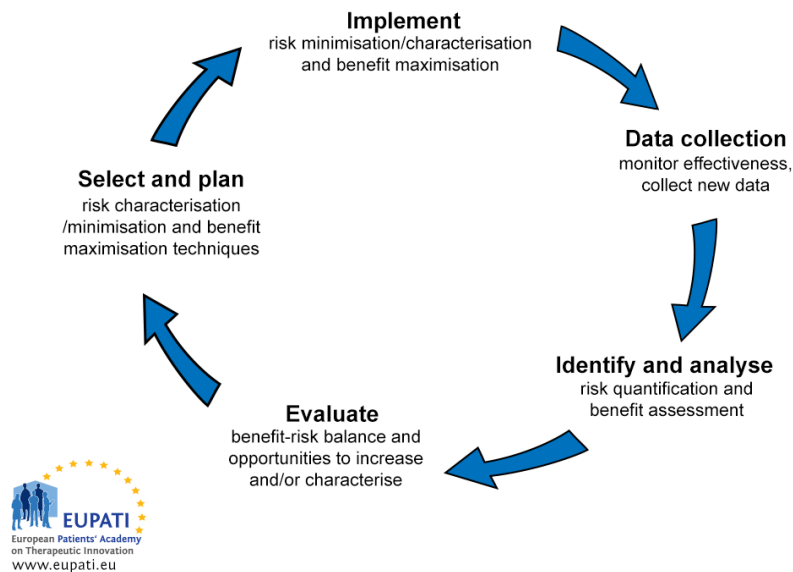 Implement
risk minimisation/characterisation
and benefit maximisation
Data collection
monitor effectiveness,
collect new data
Identify and analyse
risk quantification and
benefit assessment
Evaluate
benefit-risk balance and
opportunities to increase
and/or characterise
Select and plan
risk characterisation
/minimisation and benefit
maximisation techniques
EUPATI
European Patients' Academy
on Therapeutic Innovation
www.eupati.eu